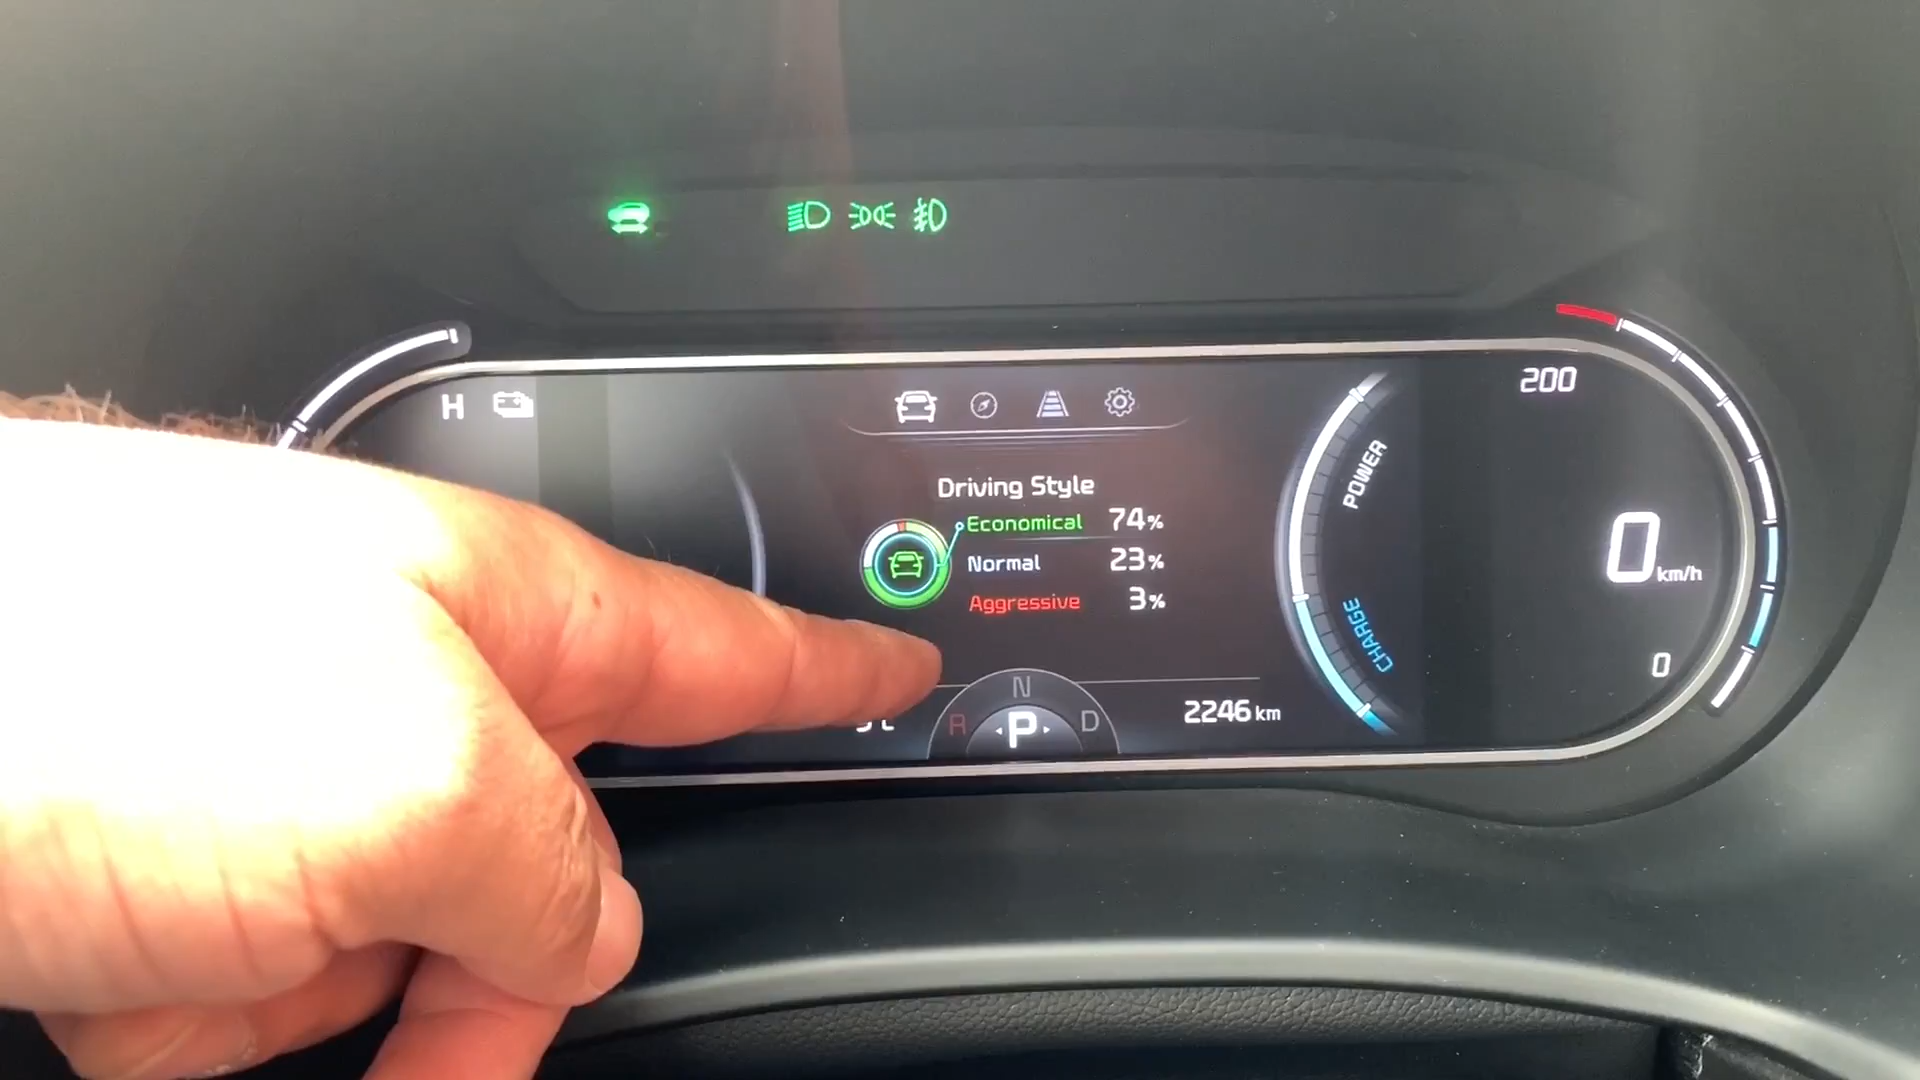 H
200
Driving Style
Economical 74%
Normal 23%
Aggressive 3%
POWER
0 km/h
CHARGE
0
N
R P D
2246 km